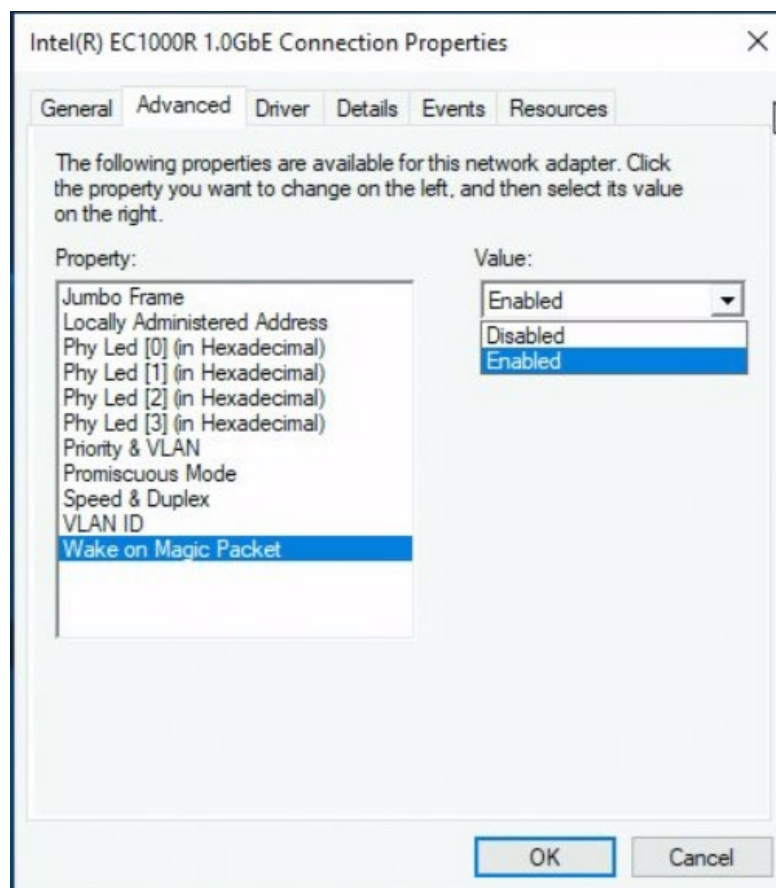 Intel(R) EC1000R 1.0GbE Connection Properties
General Advanced Driver Details Events Resources
The following properties are available for this network adapter. Click
the property you want to change on the left, and then select its value
on the right.
Property:
Value:
Jumbo Frame
Locally Administered Address
Phy Led [0] (in Hexadecimal)
Phy Led [1] (in Hexadecimal)
Phy Led [2] (in Hexadecimal)
Phy Led [3] (in Hexadecimal)
Priority & VLAN
Promiscuous Mode
Speed & Duplex
VLAN ID
Wake on Magic Packet
Enabled
Disabled
Enabled
OK
Cancel